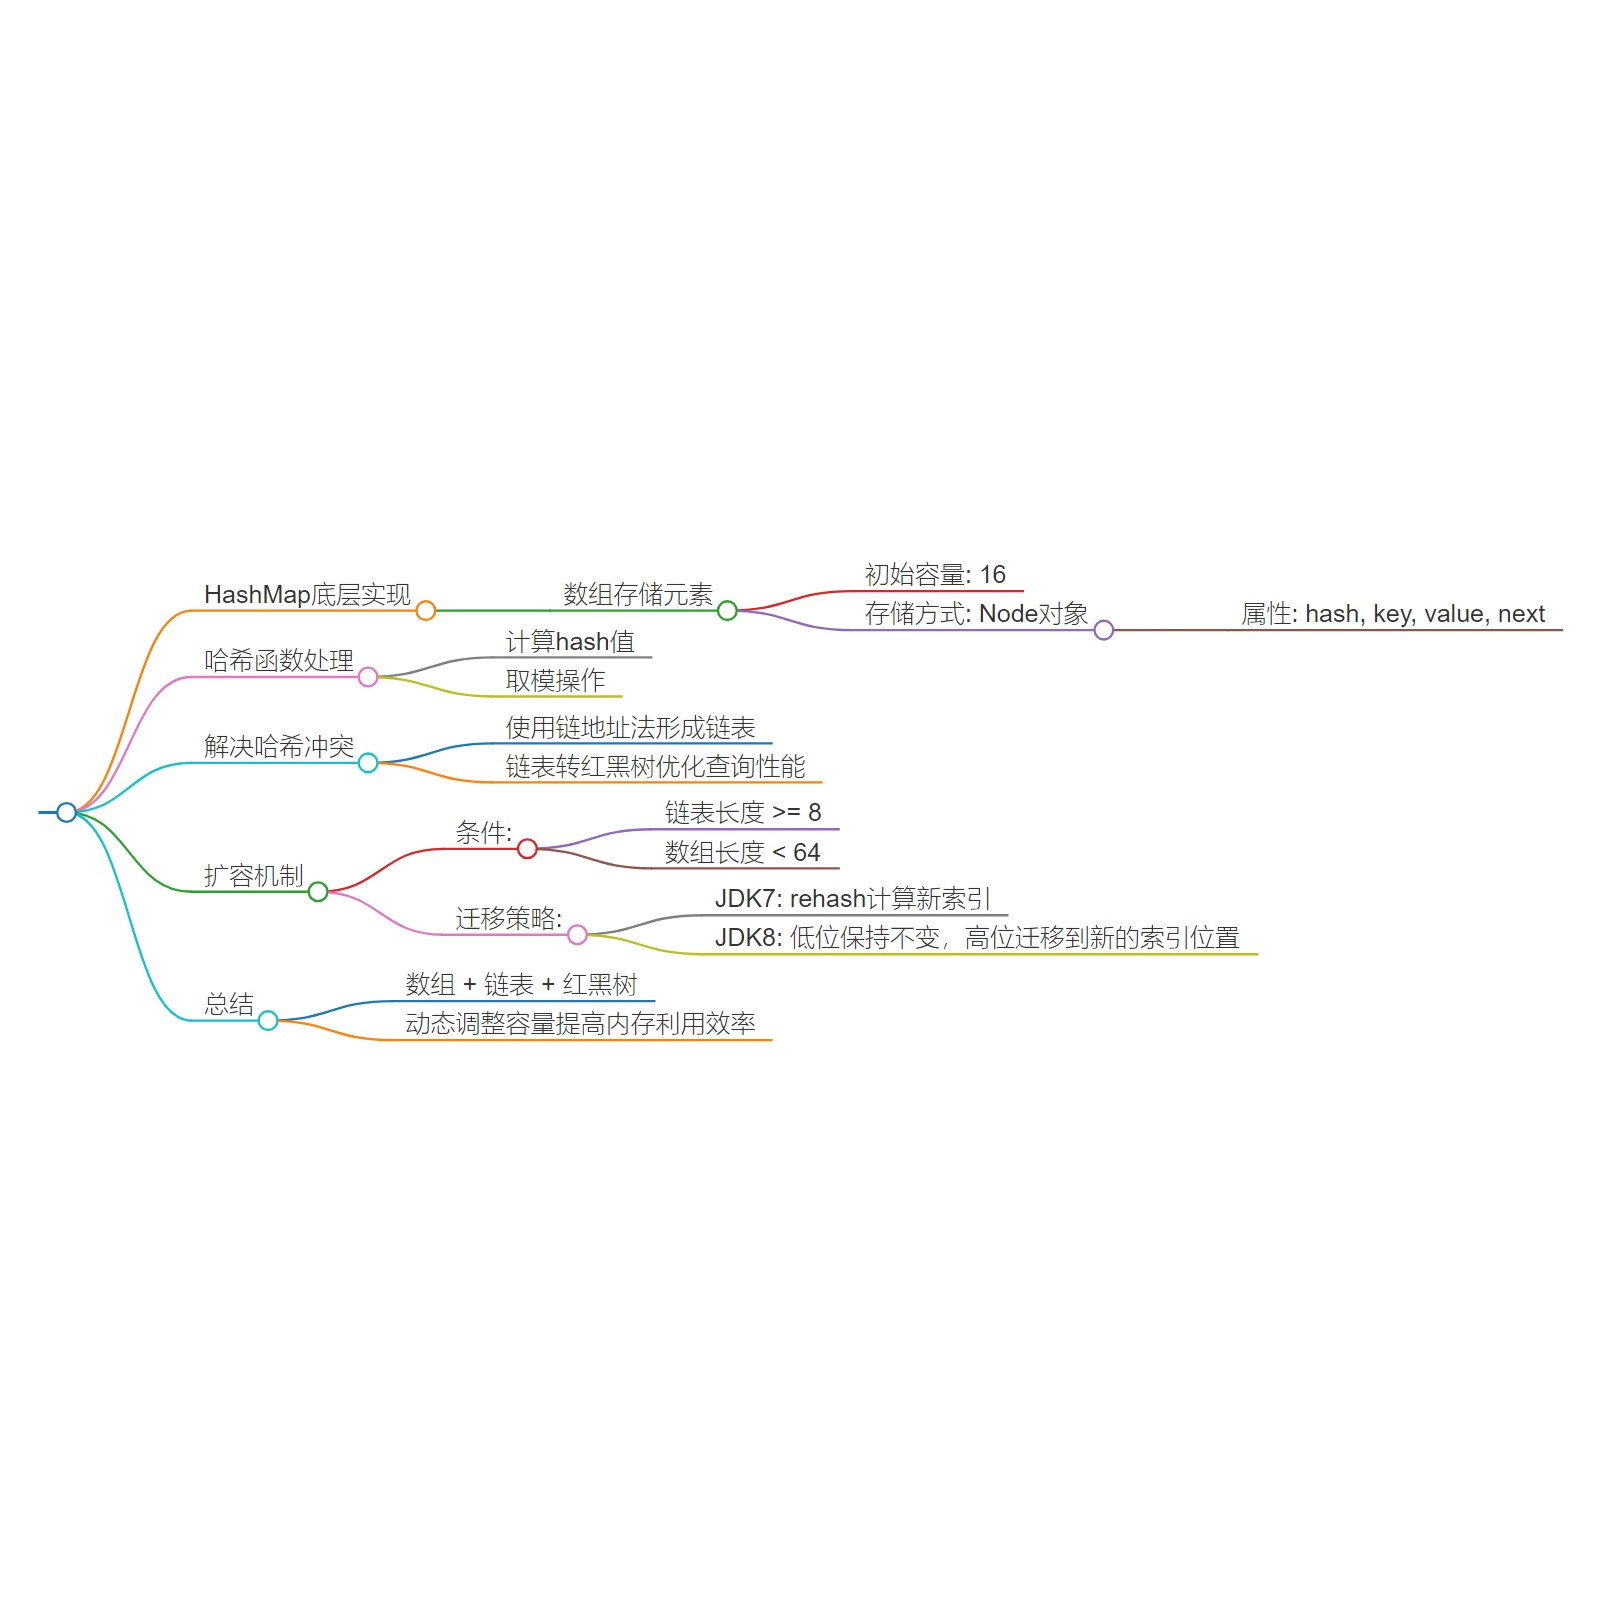 HashMap底层实现
数组存储元素
初始容量: 16
存储方式: Node对象
属性: hash, key, value, next
哈希函数处理
计算hash值
取模操作
解决哈希冲突
使用链地址法形成链表
链表转红黑树优化查询性能
扩容机制
条件:
链表长度 >= 8
数组长度 < 64
迁移策略:
JDK7: rehash计算新索引
JDK8: 低位保持不变，高位迁移到新的索引位置
总结
数组 + 链表 + 红黑树
动态调整容量提高内存利用效率